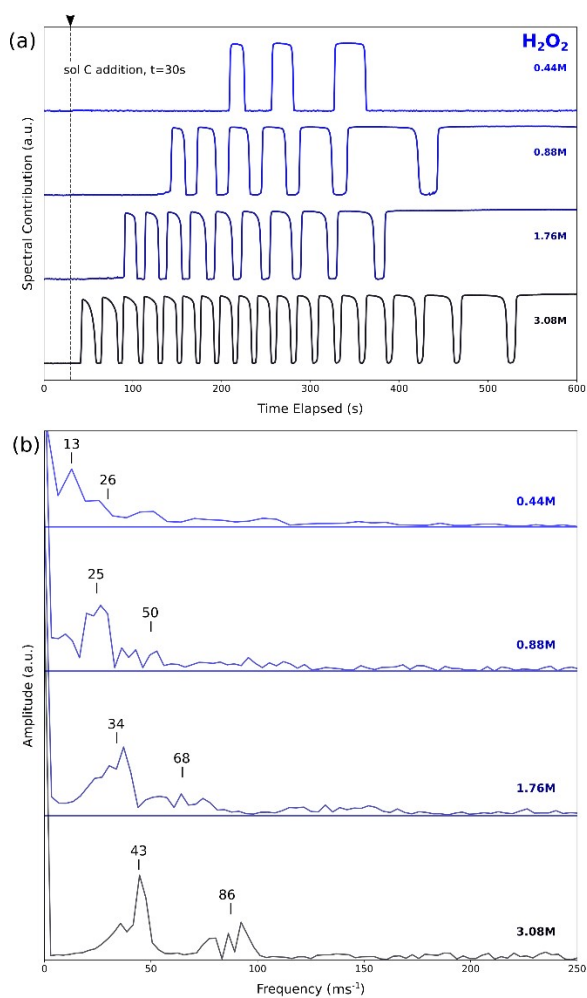 (a)
sol C addition, t=30s
H₂O₂
0.44M
0.88M
1.76M
3.08M
Spectral Contribution (a.u.)
0 100 200 300 400 500 600
Time Elapsed (s)
(b)
13
26
0.44M
25
50
0.88M
34
68
1.76M
43
86
3.08M
Amplitude (a.u.)
0 50 100 150 200 250
Frequency (ms⁻¹)